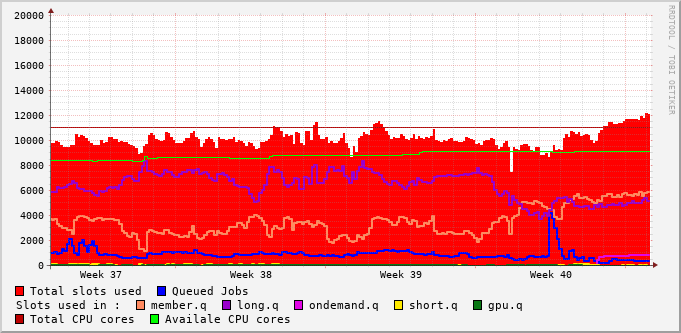 20000
18000
16000
14000
12000
10000
8000
6000
4000
2000
0
Week 37 Week 38 Week 39 Week 40
RRDTOOL / TOBI OETIKER
Total slots used Queued Jobs
Slots used in : member.q long.q ondemand.q short.q gpu.q
Total CPU cores Availale CPU cores